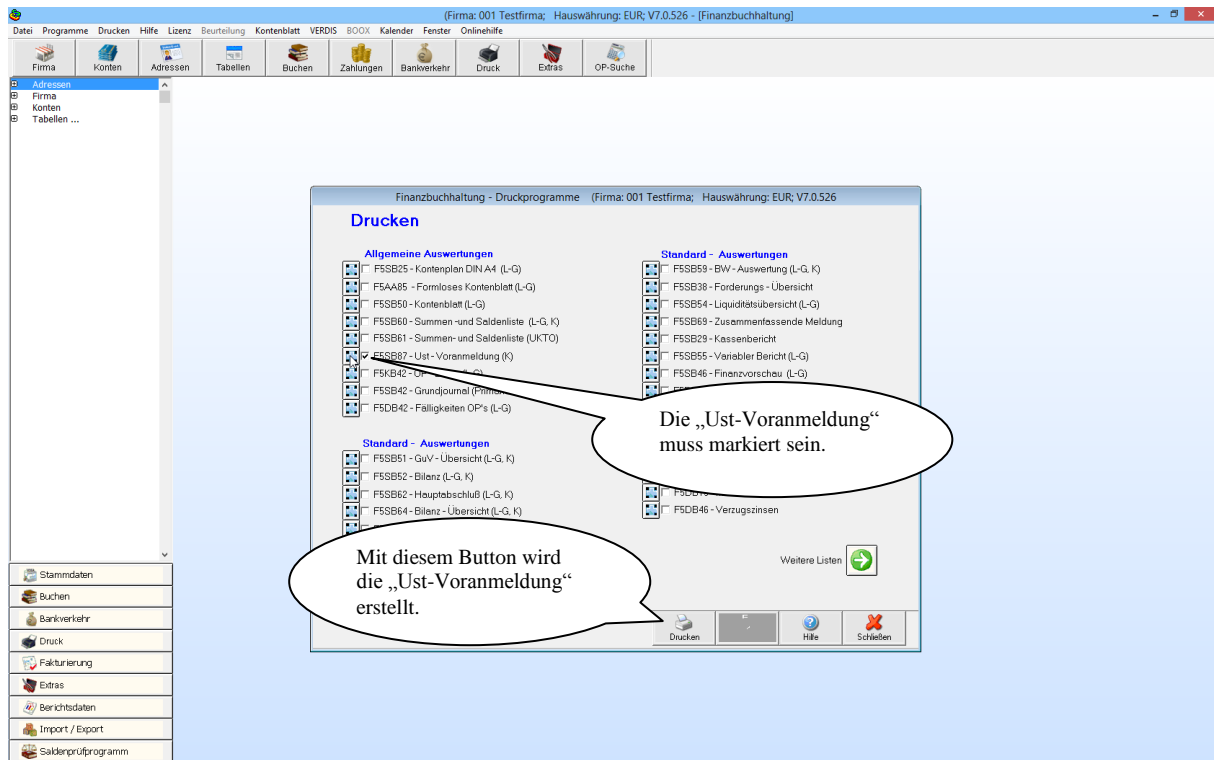 (Firma: 001 Testfirma; Hauswährung: EUR; V7.0.526 - [Finanzbuchhaltung]
Datei Programme Drucken Hilfe Lizenz Beurteilung Kontenblatt VERDIS BOOX Kalender Fenster Onlinehilfe
Firma Konten Adressen Tabellen Buchen Zahlungen Bankverkehr Druck Extras OP-Suche
Adressen
Firma
Konten
Tabellen ...
Finanzbuchhaltung - Druckprogramme (Firma: 001 Testfirma; Hauswährung: EUR; V7.0.526
Drucken
Allgemeine Auswertungen
F5SB25 - Kontenplan DIN A4 (L-G)
F5AA85 - Formloses Kontenblatt (L-G)
F5SB50 - Kontenblatt (L-G)
F5SB60 - Summen -und Saldenliste (L-G, K)
F5SB61 - Summen- und Saldenliste (UKTO)
F5SB87 - Ust - Voranmeldung (K)
F5KB42 - OP
F5SB42 - Grundjournal
F5DB42 - Fälligkeiten OP's (L-G)
Standard - Auswertungen
F5SB51 - GuV - Übersicht (L-G, K)
F5SB52 - Bilanz (L-G, K)
F5SB62 - Hauptabschluß (L-G, K)
F5SB64 - Bilanz - Übersicht (L-G, K)
Standard - Auswertungen
F5SB59 - BW - Auswertung (L-G, K)
F5SB38 - Forderungs - Übersicht
F5SB54 - Liquiditätsübersicht (L-G)
F5SB69 - Zusammenfassende Meldung
F5SB29 - Kassenbericht
F5SB55 - Variabler Bericht (L-G)
F5SB46 - Finanzvorschau (L-G)
F5DB46 - Verzugszinsen
Die „Ust-Voranmeldung“
muss markiert sein.
Mit diesem Button wird
die „Ust-Voranmeldung“
erstellt.
Weitere Listen
Drucken Hilfe Schließen
Stammdaten
Buchen
Bankverkehr
Druck
Fakturierung
Extras
Berichtsdaten
Import / Export
Saldenprüfprogramm